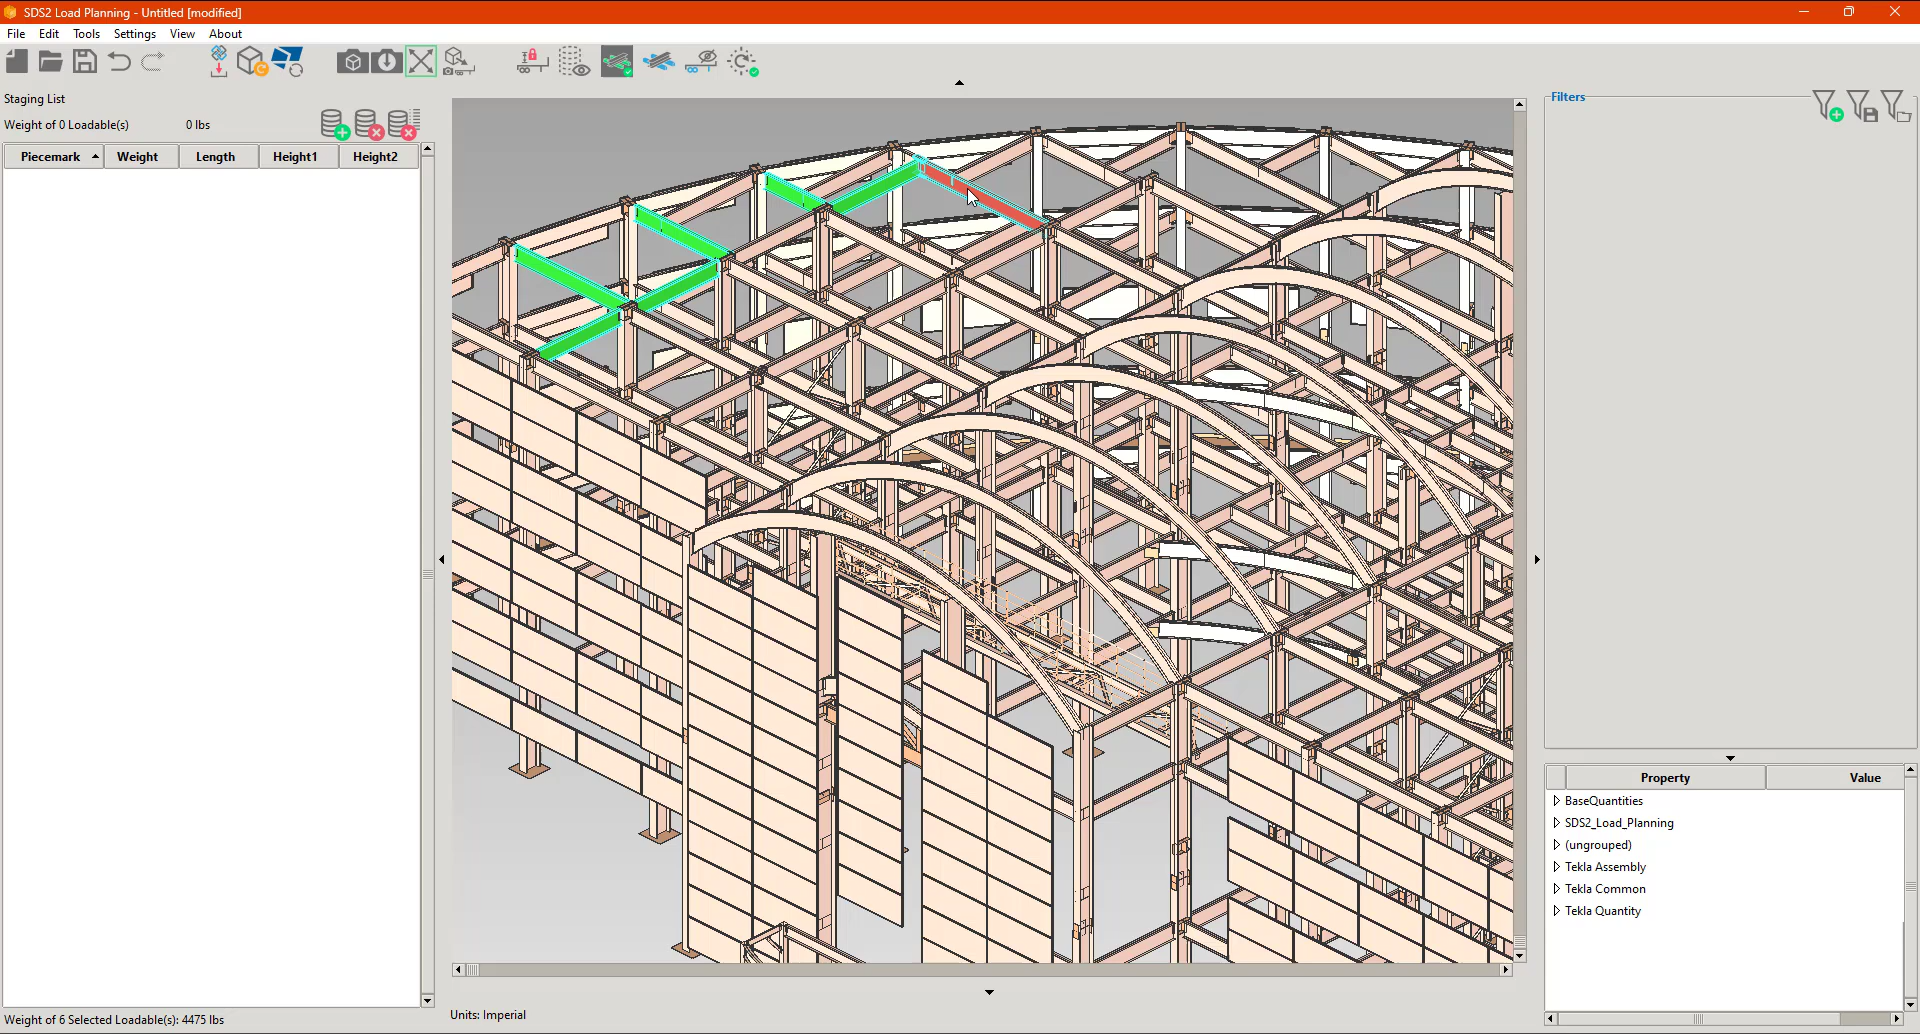 SDS2 Load Planning - Untitled [modified]
File Edit Tools Settings View About
Staging List
Weight of 0 Loadable(s) 0 lbs
Piecemark Weight Length Height1 Height2
Filters
Property Value
BaseQuantities
SDS2_Load_Planning
(ungrouped)
Tekla Assembly
Tekla Common
Tekla Quantity
Units: Imperial
Weight of 6 Selected Loadable(s): 4475 lbs